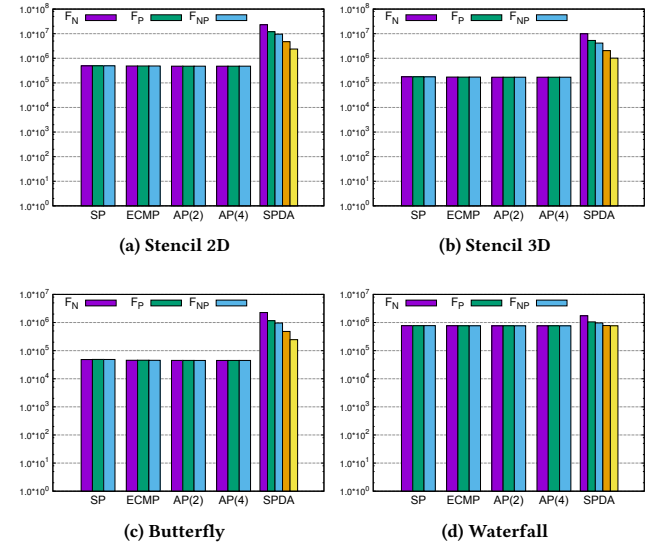 F_N F_P F_NP
1.0*10^8
1.0*10^7
1.0*10^6
1.0*10^5
1.0*10^4
1.0*10^3
1.0*10^2
1.0*10^1
1.0*10^0
SP ECMP AP(2) AP(4) SPDA
(a) Stencil 2D
F_N F_P F_NP
1.0*10^8
1.0*10^7
1.0*10^6
1.0*10^5
1.0*10^4
1.0*10^3
1.0*10^2
1.0*10^1
1.0*10^0
SP ECMP AP(2) AP(4) SPDA
(b) Stencil 3D
F_N F_P F_NP
1.0*10^7
1.0*10^6
1.0*10^5
1.0*10^4
1.0*10^3
1.0*10^2
1.0*10^1
1.0*10^0
SP ECMP AP(2) AP(4) SPDA
(c) Butterfly
F_N F_P F_NP
1.0*10^7
1.0*10^6
1.0*10^5
1.0*10^4
1.0*10^3
1.0*10^2
1.0*10^1
1.0*10^0
SP ECMP AP(2) AP(4) SPDA
(d) Waterfall